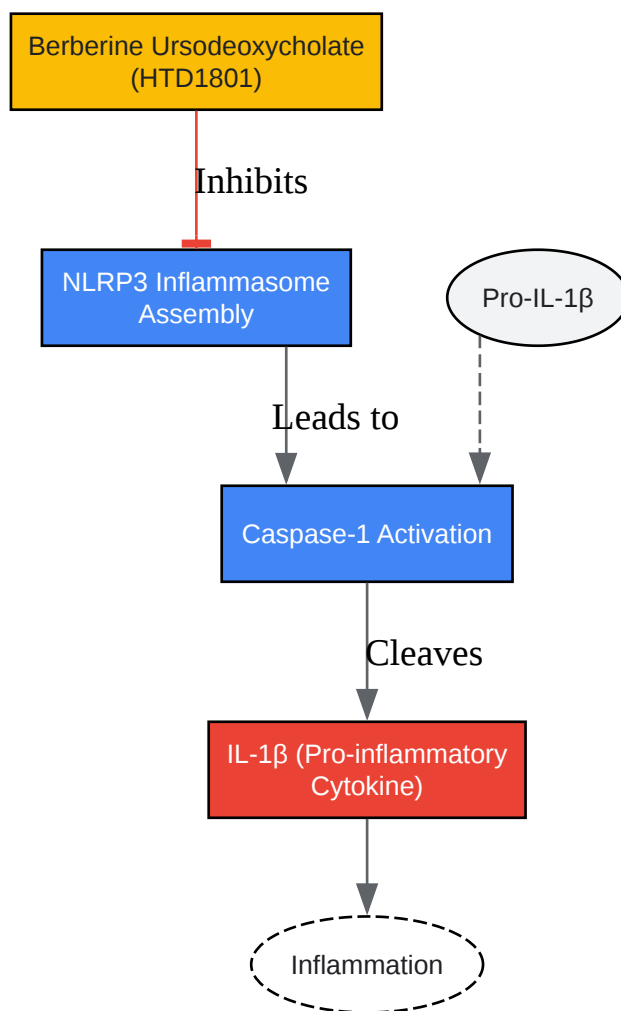 Berberine Ursodeoxycholate
(HTD1801)
Inhibits
NLRP3 Inflammasome
Assembly
Pro-IL-1β
Leads to
Caspase-1 Activation
Cleaves
IL-1β (Pro-inflammatory
Cytokine)
Inflammation